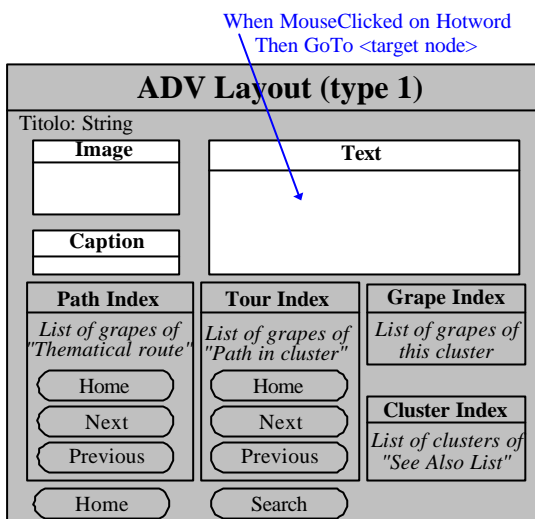 When MouseClicked on Hotword
Then GoTo <target node>
ADV Layout (type 1)
Titolo: String
Image
Text
Caption
Path Index
List of grapes of
"Thematical route"
Home
Next
Previous
Tour Index
List of grapes of
"Path in cluster"
Home
Next
Previous
Grape Index
List of grapes of
this cluster
Cluster Index
List of clusters of
"See Also List"
Home
Search